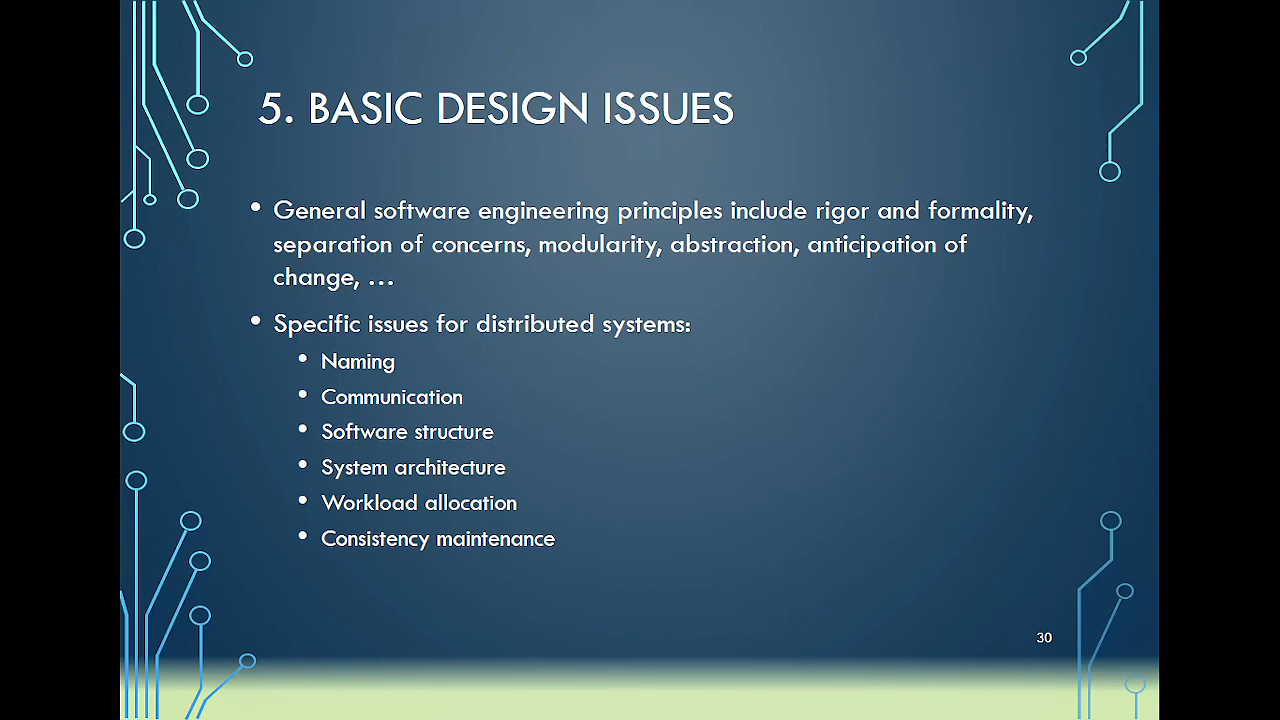 5. BASIC DESIGN ISSUES
• General software engineering principles include rigor and formality,
separation of concerns, modularity, abstraction, anticipation of
change, …
• Specific issues for distributed systems:
• Naming
• Communication
• Software structure
• System architecture
• Workload allocation
• Consistency maintenance
30